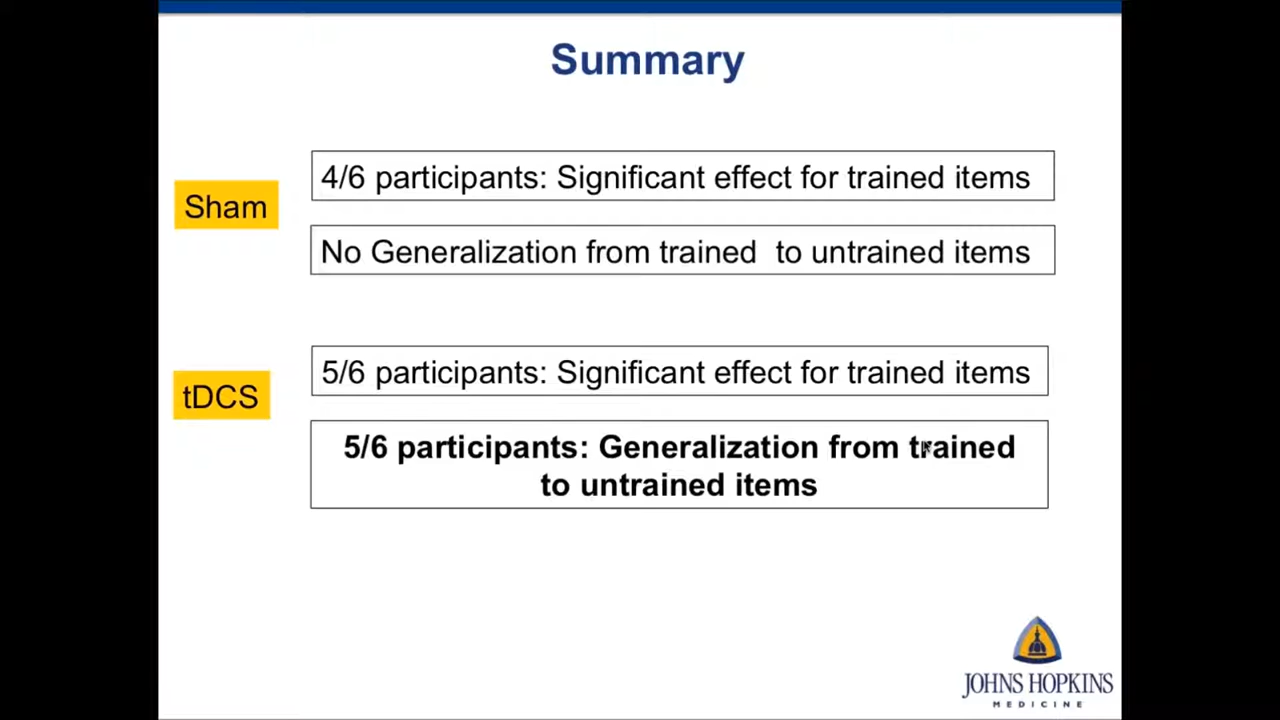 Summary
Sham
4/6 participants: Significant effect for trained items
No Generalization from trained to untrained items
tDCS
5/6 participants: Significant effect for trained items
5/6 participants: Generalization from trained
to untrained items
JOHNS HOPKINS
MEDICINE